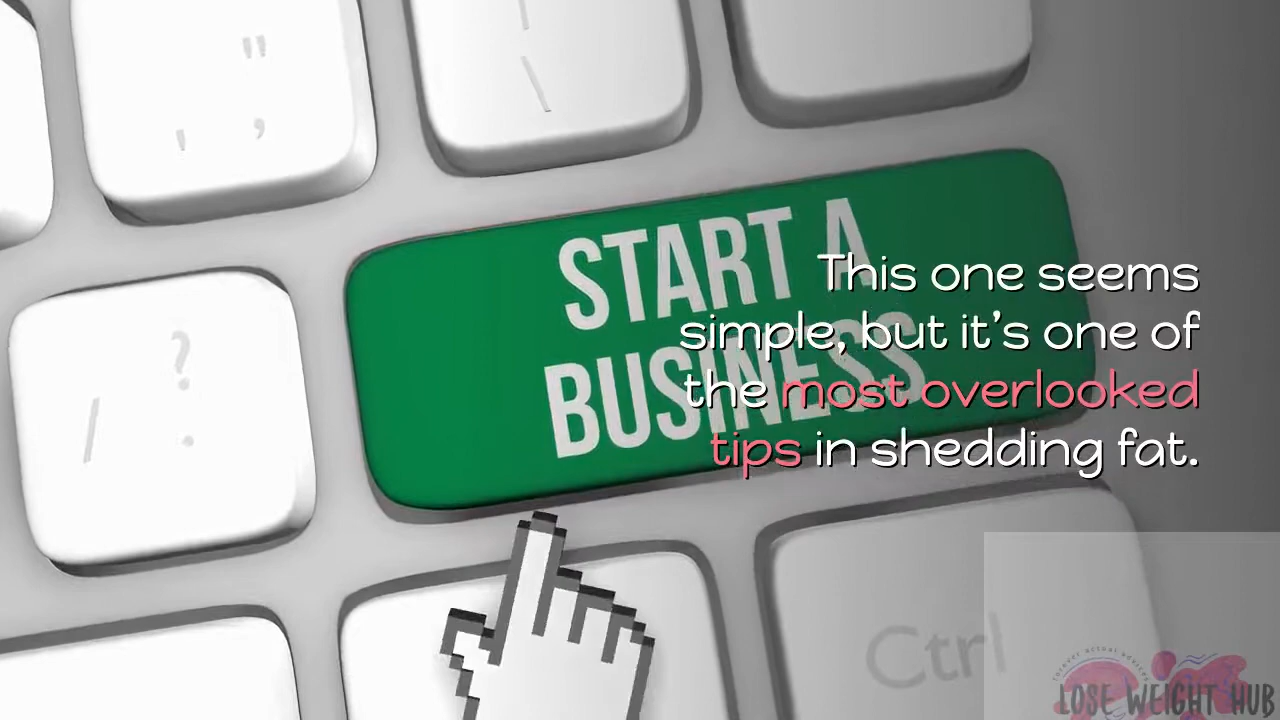 START A
BUSINESS
This one seems
simple, but it's one of
the most overlooked
tips in shedding fat.
" 
' ,
?
/ .
Ctrl
LOSE WEIGHT HUB